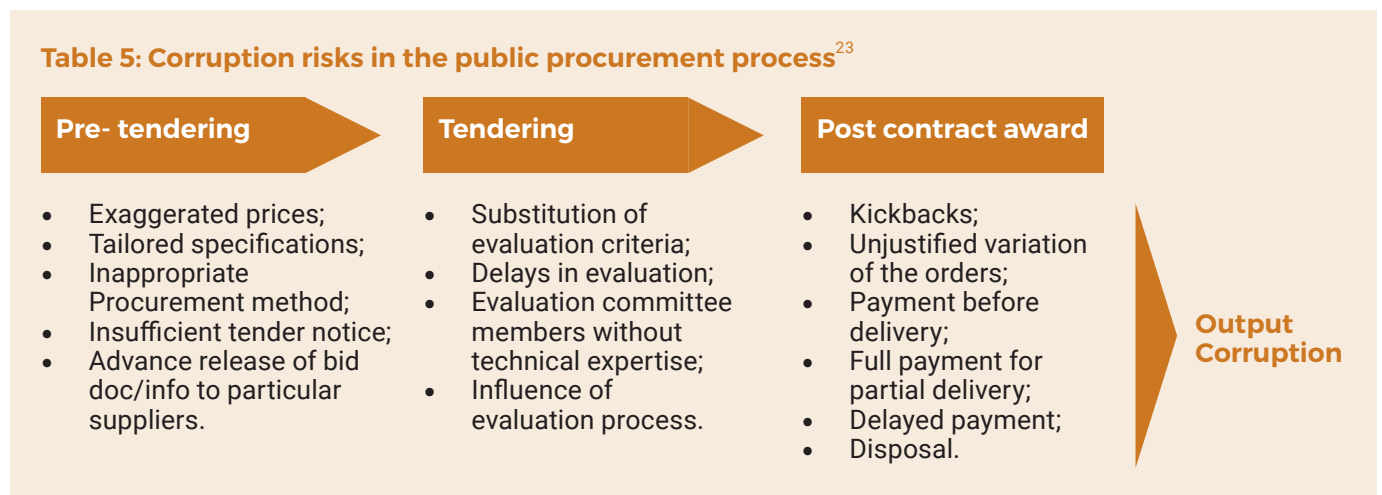 Table 5: Corruption risks in the public procurement process23
Pre- tendering
• Exaggerated prices;
• Tailored specifications;
• Inappropriate
Procurement method;
• Insufficient tender notice;
• Advance release of bid
doc/info to particular
suppliers.
Tendering
• Substitution of
evaluation criteria;
• Delays in evaluation;
• Evaluation committee
members without
technical expertise;
• Influence of
evaluation process.
Post contract award
• Kickbacks;
• Unjustified variation
of the orders;
• Payment before
delivery;
• Full payment for
partial delivery;
• Delayed payment;
• Disposal.
Output
Corruption